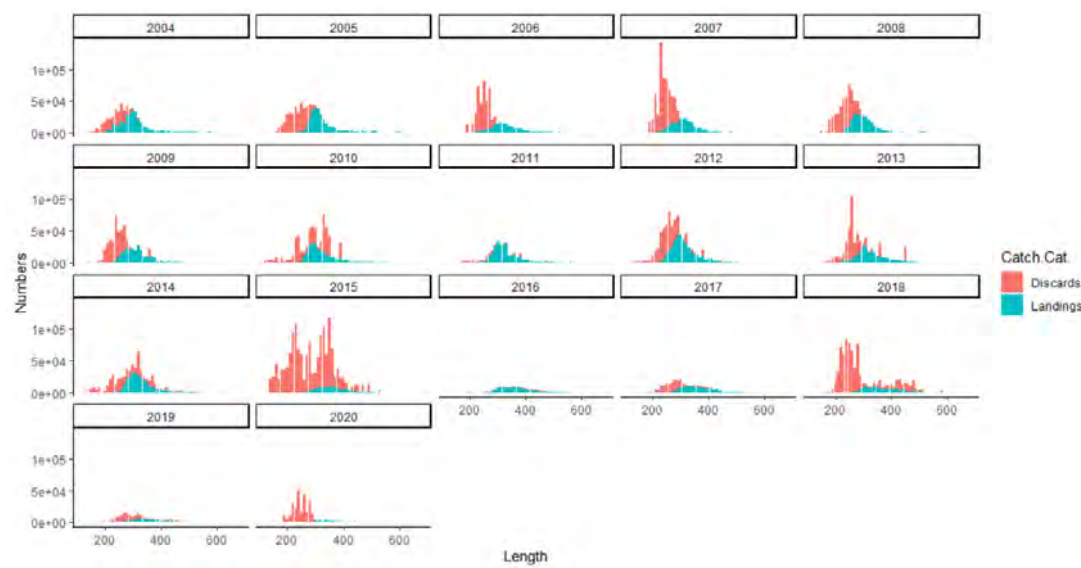 2004 2005 2006 2007 2008
1e+05
5e+04
0e+00
2009 2010 2011 2012 2013
1e+05
5e+04
0e+00
Numbers
Catch.Cat.
Discards
Landings
2014 2015 2016 2017 2018
1e+05
5e+04
0e+00
200 400 600 200 400 600 200 400 600
2019 2020
1e+05
5e+04
0e+00
200 400 600 200 400 600
Length